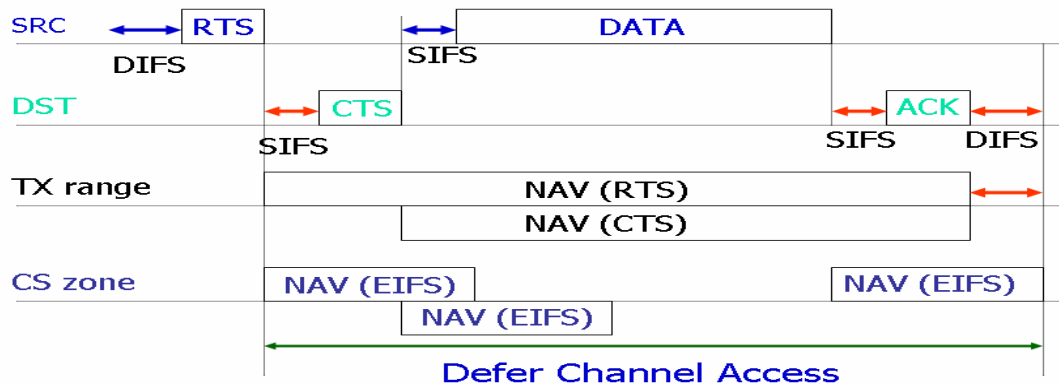 SRC
RTS
DATA
DIFS
SIFS
DST
CTS
ACK
SIFS
SIFS
DIFS
TX range
NAV (RTS)
NAV (CTS)
CS zone
NAV (EIFS)
NAV (EIFS)
NAV (EIFS)
Defer Channel Access